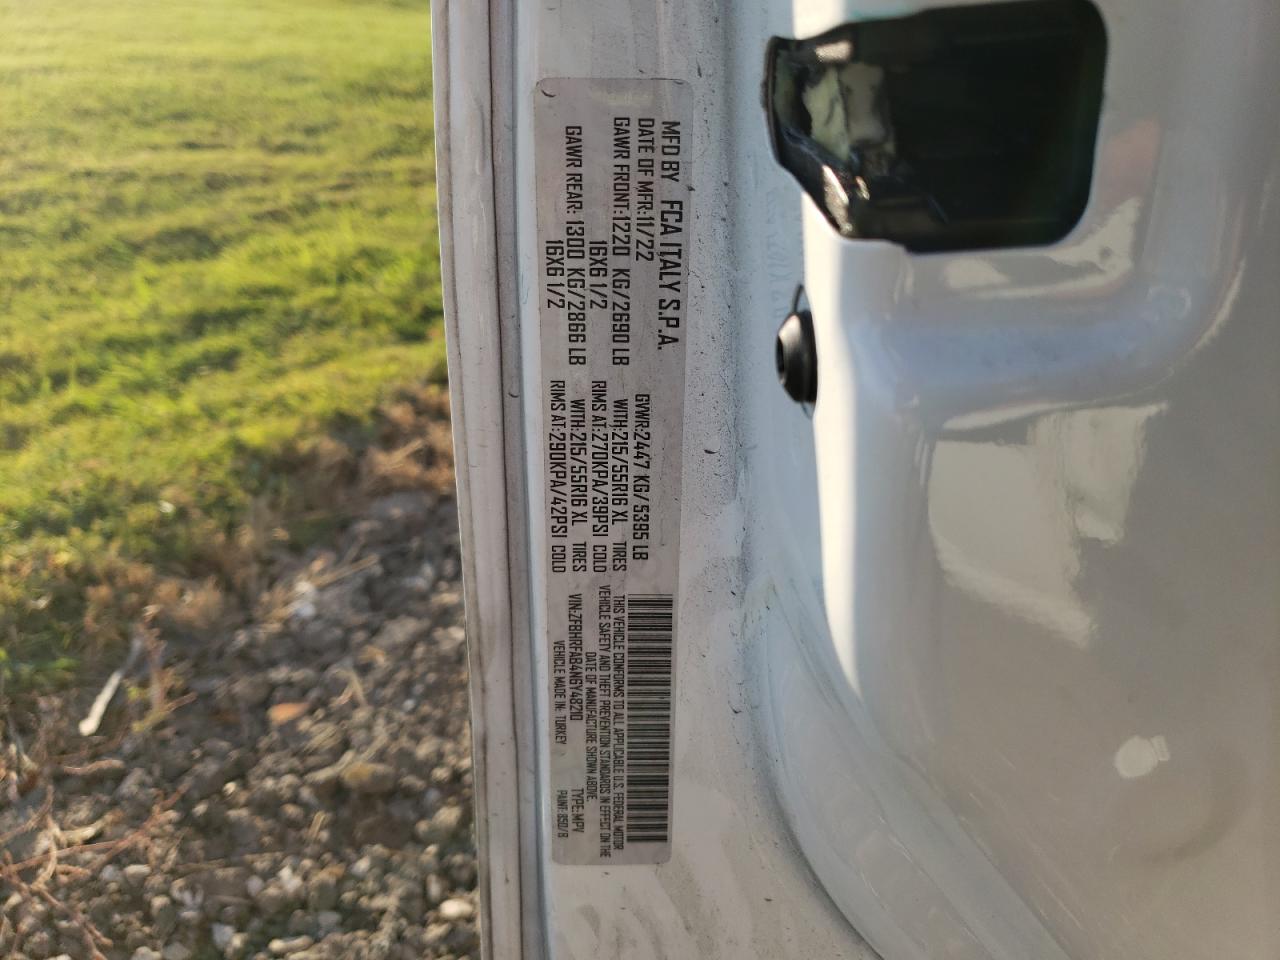 MFD BY FCA ITALY S.P.A.
DATE OF MFR:11/22 GVWR:2447 KG/5395 LB
GAWR FRONT:1220 KG/2690 LB WITH:215/55R16 XL TIRES
16X6 1/2 RIMS AT:270KPA/39PSI COLD
GAWR REAR: 1300 KG/2866 LB WITH:215/55R16 XL TIRES
16X6 1/2 RIMS AT:290KPA/42PSI COLD
THIS VEHICLE CONFORMS TO ALL APPLICABLE U.S. FEDERAL MOTOR
VEHICLE SAFETY AND THEFT PREVENTION STANDARDS IN EFFECT ON THE
DATE OF MANUFACTURE SHOWN ABOVE.
VIN:ZFBHRFAB4N6Y48210 TYPE:MPV
VEHICLE MADE IN: TURKEY PAINT: 850/B